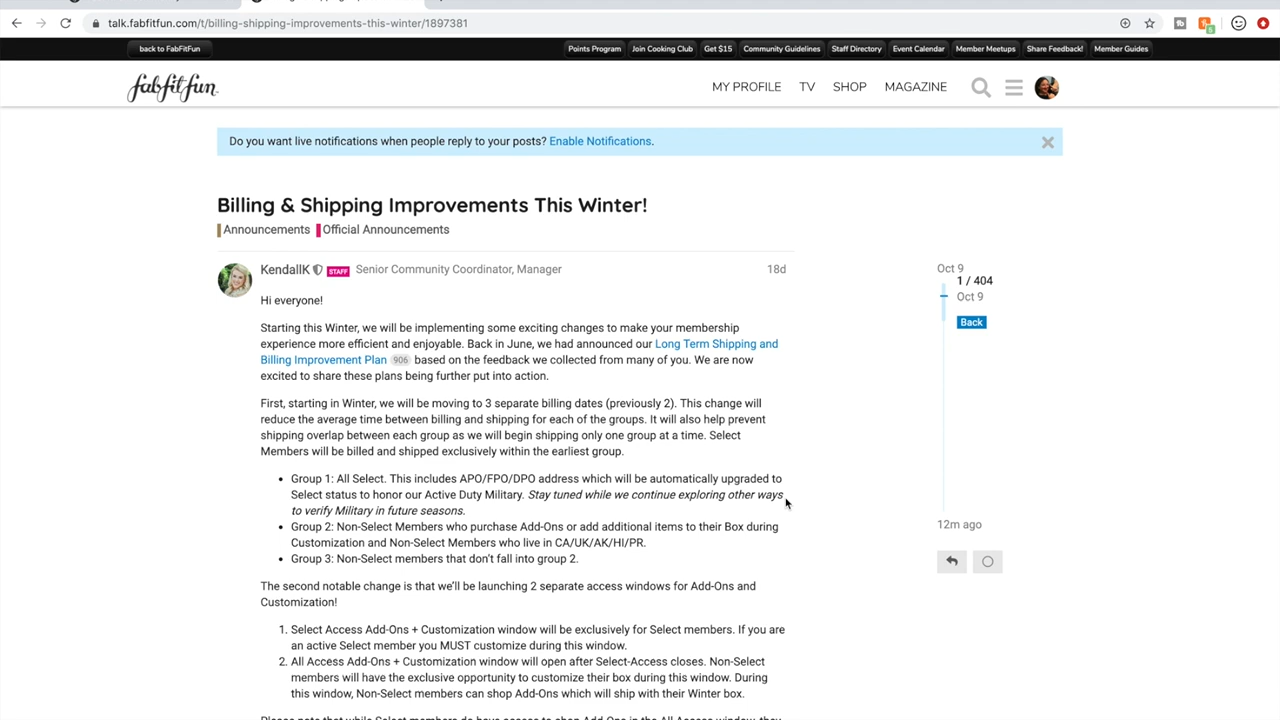 talk.fabfitfun.com/t/billing-shipping-improvements-this-winter/1897381
back to FabFitFun Points Program Join Cooking Club Get $15 Community Guidelines Staff Directory Event Calendar Member Meetups Share Feedback! Member Guides
fabfitfun. MY PROFILE TV SHOP MAGAZINE
Do you want live notifications when people reply to your posts? Enable Notifications.
Billing & Shipping Improvements This Winter!
Announcements Official Announcements
KendallK STAFF Senior Community Coordinator, Manager 18d
Oct 9
1 / 404
Oct 9
Back
Hi everyone!
Starting this Winter, we will be implementing some exciting changes to make your membership
experience more efficient and enjoyable. Back in June, we had announced our Long Term Shipping and
Billing Improvement Plan 906 based on the feedback we collected from many of you. We are now
excited to share these plans being further put into action.
First, starting in Winter, we will be moving to 3 separate billing dates (previously 2). This change will
reduce the average time between billing and shipping for each of the groups. It will also help prevent
shipping overlap between each group as we will begin shipping only one group at a time. Select
Members will be billed and shipped exclusively within the earliest group.
• Group 1: All Select. This includes APO/FPO/DPO address which will be automatically upgraded to
Select status to honor our Active Duty Military. Stay tuned while we continue exploring other ways
to verify Military in future seasons.
• Group 2: Non-Select Members who purchase Add-Ons or add additional items to their Box during
Customization and Non-Select Members who live in CA/UK/AK/HI/PR.
• Group 3: Non-Select members that don't fall into group 2.
12m ago
The second notable change is that we'll be launching 2 separate access windows for Add-Ons and
Customization!
1. Select Access Add-Ons + Customization window will be exclusively for Select members. If you are
an active Select member you MUST customize during this window.
2. All Access Add-Ons + Customization window will open after Select-Access closes. Non-Select
members will have the exclusive opportunity to customize their box during this window. During
this window, Non-Select members can shop Add-Ons which will ship with their Winter box.
Please note that while Select members do have access to shop Add-Ons in the All Access window, they